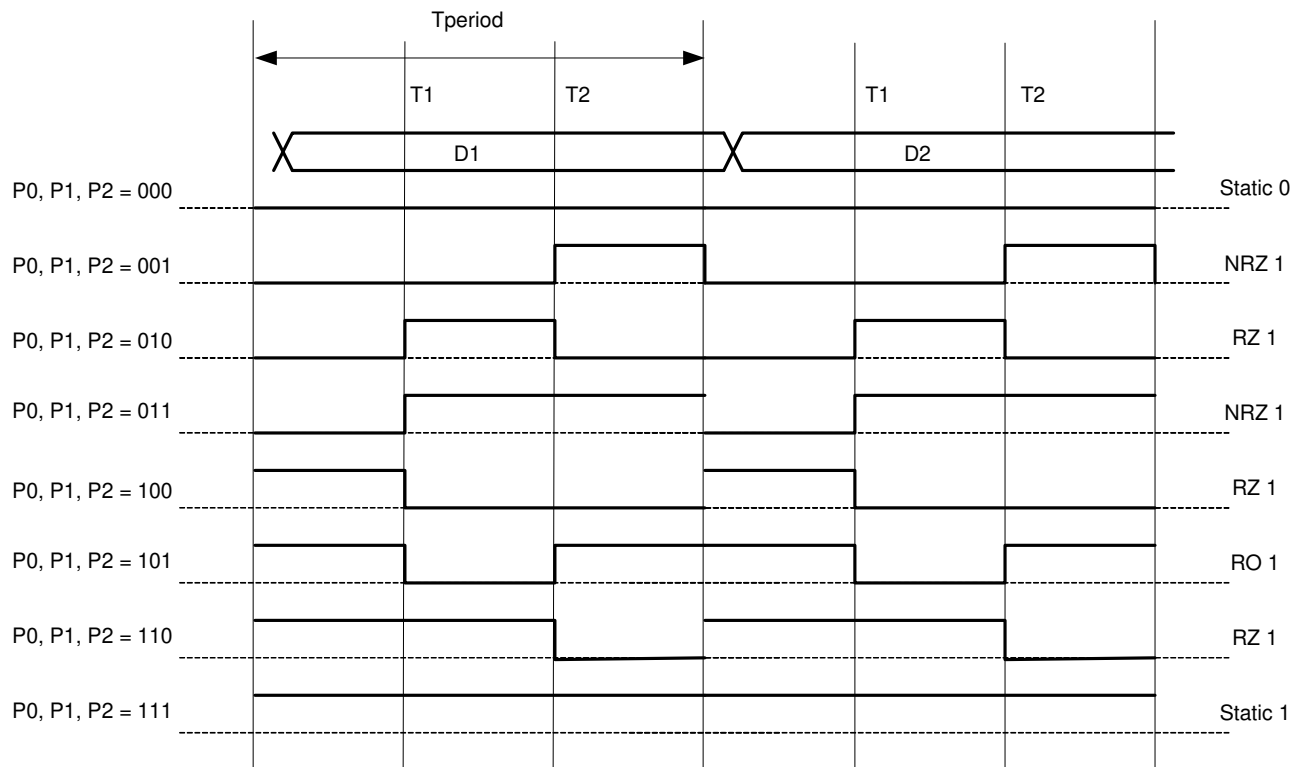 Tperiod
T1
T2
T1
T2
D1
D2
P0, P1, P2 = 000
Static 0
P0, P1, P2 = 001
NRZ 1
P0, P1, P2 = 010
RZ 1
P0, P1, P2 = 011
NRZ 1
P0, P1, P2 = 100
RZ 1
P0, P1, P2 = 101
RO 1
P0, P1, P2 = 110
RZ 1
P0, P1, P2 = 111
Static 1